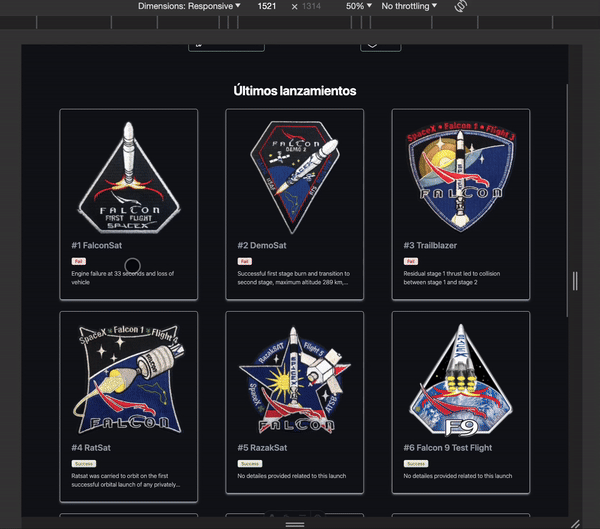 Dimensions: Responsive ▼ 1521 × 1314 50% ▼ No throttling ▼
Últimos lanzamientos
FALCON
FIRST FLIGHT
SPACEX
#1 FalconSat
Fail
Engine failure at 33 seconds and loss of
vehicle
FALCON
DEMO 2
#2 DemoSat
Fail
Successful first stage burn and transition to
second stage, maximum altitude 289 km,...
SpaceX • Falcon 1 • Flight 3
FALCON
#3 Trailblazer
Fail
Residual stage 1 thrust led to collision
between stage 1 and stage 2
SpaceX Falcon 1 Flight 4
FALCON
#4 RatSat
Success
Ratsat was carried to orbit on the first
successful orbital launch of any privately...
RazakSAT Flight 5
SpaceX
ATSB
FALCON
#5 RazakSat
Success
No detailes provided related to this launch
F9
#6 Falcon 9 Test Flight
Success
No detailes provided related to this launch